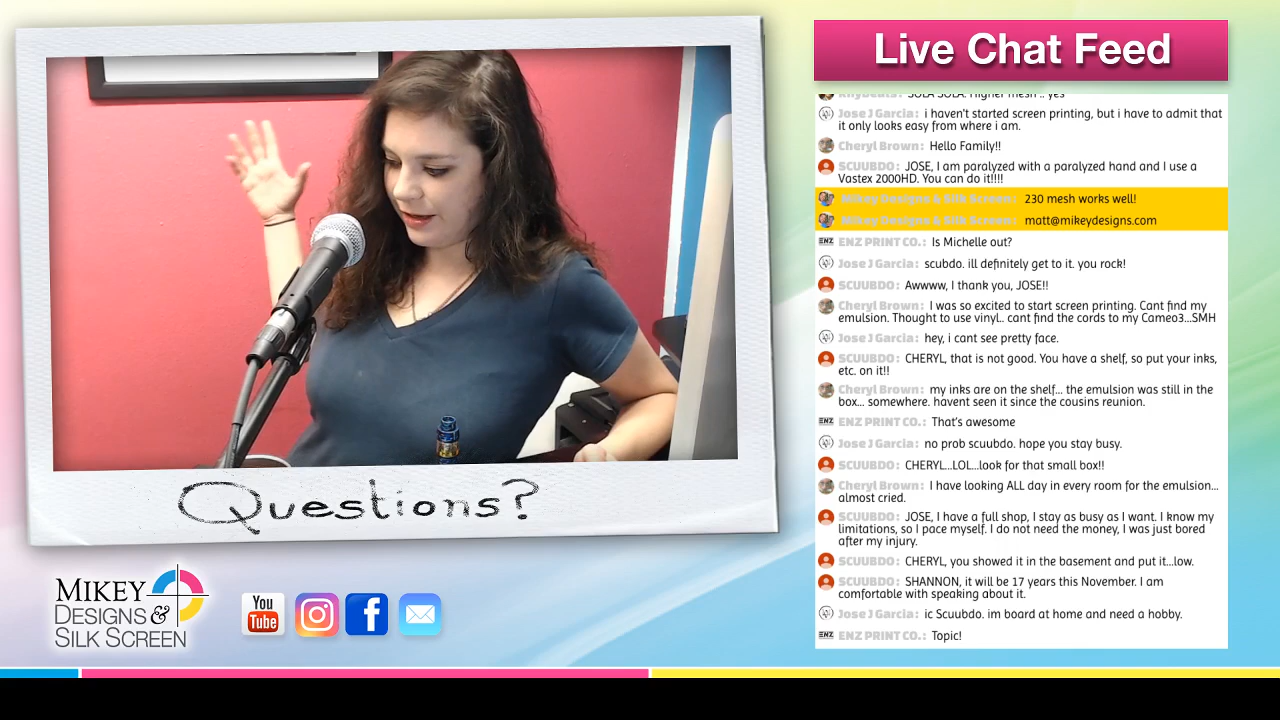 Live Chat Feed
SULA SULA. Higher mesh .. yes
Jose J Garcia : i haven't started screen printing, but i have to admit that
it only looks easy from where i am.
Cheryl Brown : Hello Family!!
SCUUBDO : JOSE, I am paralyzed with a paralyzed hand and I use a
Vastex 2000HD. You can do it!!!!
Mikey Designs & Silk Screen : 230 mesh works well!
Mikey Designs & Silk Screen : matt@mikeydesigns.com
ENZ PRINT CO. : Is Michelle out?
Jose J Garcia : scubdo. ill definitely get to it. you rock!
SCUUBDO : Awwww, I thank you, JOSE!!
Cheryl Brown : I was so excited to start screen printing. Cant find my
emulsion. Thought to use vinyl.. cant find the cords to my Cameo3...SMH
Jose J Garcia : hey, i cant see pretty face.
SCUUBDO : CHERYL, that is not good. You have a shelf, so put your inks,
etc. on it!!
Cheryl Brown : my inks are on the shelf... the emulsion was still in the
box... somewhere. havent seen it since the cousins reunion.
ENZ PRINT CO. : That's awesome
Jose J Garcia : no prob scuubdo. hope you stay busy.
SCUUBDO : CHERYL...LOL...look for that small box!!
Cheryl Brown : I have looking ALL day in every room for the emulsion...
almost cried.
SCUUBDO : JOSE, I have a full shop, I stay as busy as I want. I know my
limitations, so I pace myself. I do not need the money, I was just bored
after my injury.
SCUUBDO : CHERYL, you showed it in the basement and put it...low.
SCUUBDO : SHANNON, it will be 17 years this November. I am
comfortable with speaking about it.
Jose J Garcia : ic Scuubdo. im board at home and need a hobby.
ENZ PRINT CO. : Topic!
Questions?
MIKEY
DESIGNS &
SILK SCREEN
You
Tube